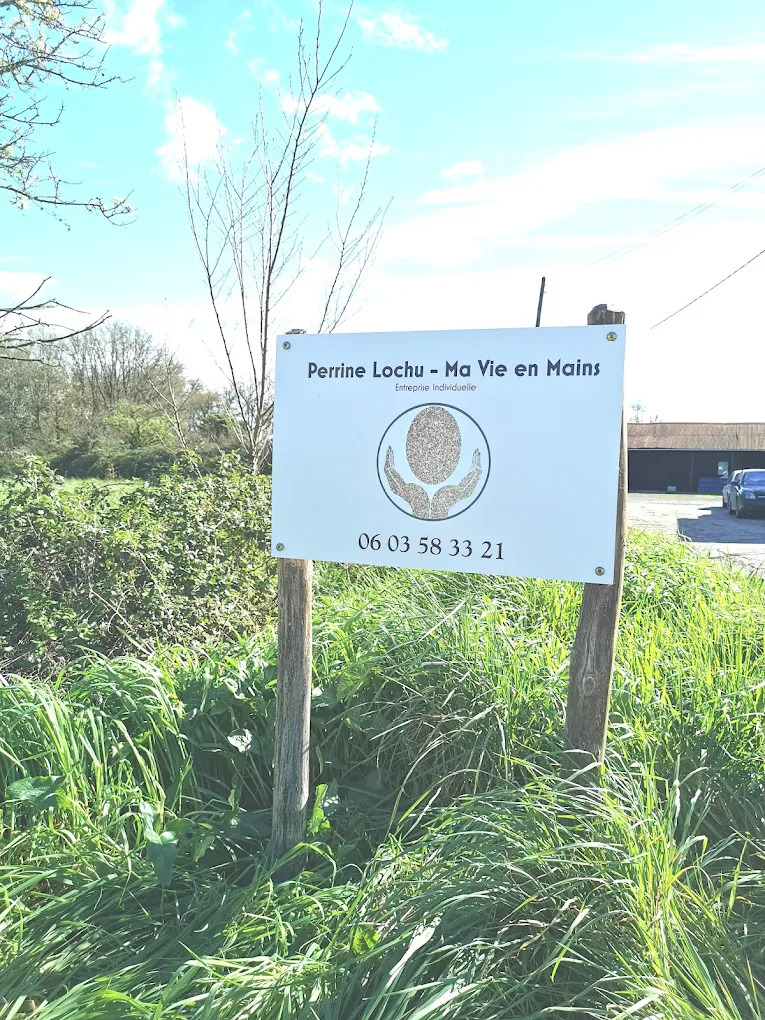 Perrine Lochu - Ma Vie en Mains
Entreprise Individuelle
06 03 58 33 21